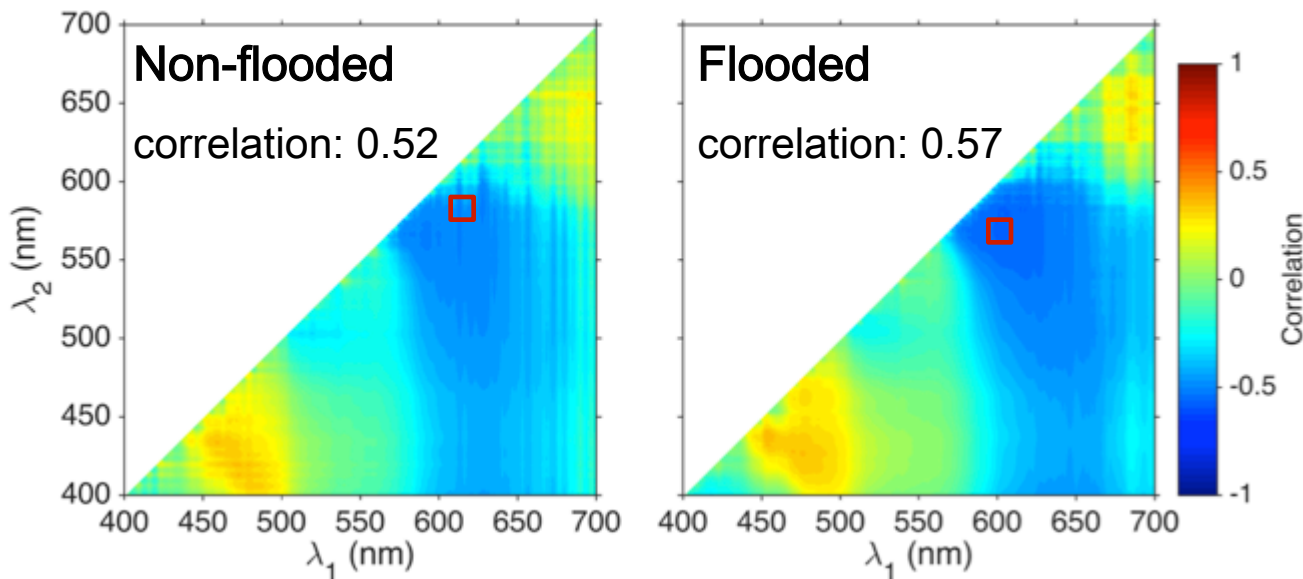 Non-flooded
correlation: 0.52
700
650
600
550
500
450
400
λ2 (nm)
400 450 500 550 600 650 700
λ1 (nm)
Flooded
correlation: 0.57
400 450 500 550 600 650 700
λ1 (nm)
1
0.5
0
-0.5
-1
Correlation